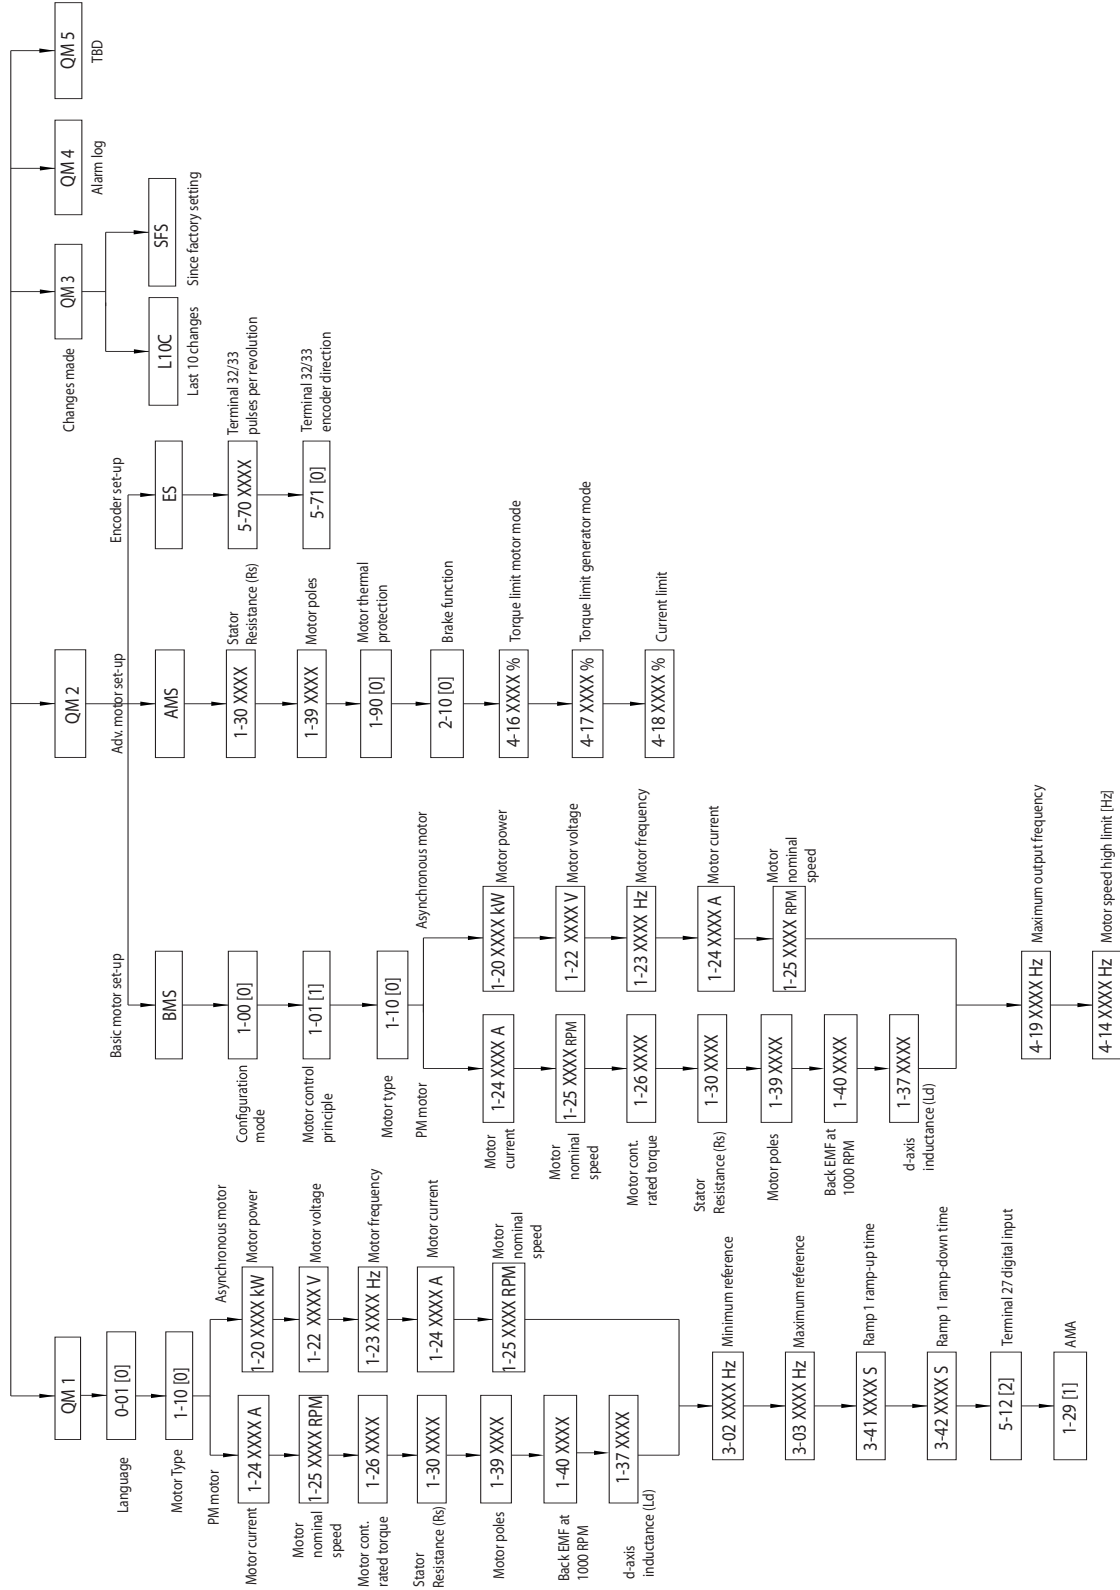 QM 1
Language
0-01 [0]
Motor Type
1-10 [0]
PM motor
Motor current
1-24 XXXX A
Motor
nominal
speed
1-25 XXXX RPM
Motor cont.
rated torque
1-26 XXXX
Stator
Resistance (Rs)
1-30 XXXX
Motor poles
1-39 XXXX
Back EMF at
1000 RPM
1-40 XXXX
d-axis
inductance (Ld)
1-37 XXXX
Asynchronous motor
1-20 XXXX kW
Motor power
1-22 XXXX V
Motor voltage
1-23 XXXX Hz
Motor frequency
1-24 XXXX A
Motor current
1-25 XXXX RPM
Motor
nominal
speed
3-02 XXXX Hz
Minimum reference
3-03 XXXX Hz
Maximum reference
3-41 XXXX S
Ramp 1 ramp-up time
3-42 XXXX S
Ramp 1 ramp-down time
5-12 [2]
Terminal 27 digital input
1-29 [1]
AMA
QM 2
Basic motor set-up
BMS
Configuration
mode
1-00 [0]
Motor control
principle
1-01 [1]
Motor type
1-10 [0]
PM motor
Motor
current
1-24 XXXX A
Motor
nominal
speed
1-25 XXXX RPM
Motor cont.
rated torque
1-26 XXXX
Stator
Resistance (Rs)
1-30 XXXX
Motor poles
1-39 XXXX
Back EMF at
1000 RPM
1-40 XXXX
d-axis
inductance (Ld)
1-37 XXXX
Asynchronous motor
1-20 XXXX kW
Motor power
1-22 XXXX V
Motor voltage
1-23 XXXX Hz
Motor frequency
1-24 XXXX A
Motor current
1-25 XXXX RPM
Motor
nominal
speed
4-19 XXXX Hz
Maximum output frequency
4-14 XXXX Hz
Motor speed high limit [Hz]
Adv. motor set-up
AMS
1-30 XXXX
Stator
Resistance (Rs)
1-39 XXXX
Motor poles
1-90 [0]
Motor thermal
protection
2-10 [0]
Brake function
4-16 XXXX %
Torque limit motor mode
4-17 XXXX %
Torque limit generator mode
4-18 XXXX %
Current limit
Encoder set-up
ES
5-70 XXXX
Terminal 32/33
pulses per revolution
5-71 [0]
Terminal 32/33
encoder direction
QM 3
Changes made
L10C
Last 10 changes
SFS
Since factory setting
QM 4
Alarm log
QM 5
TBD